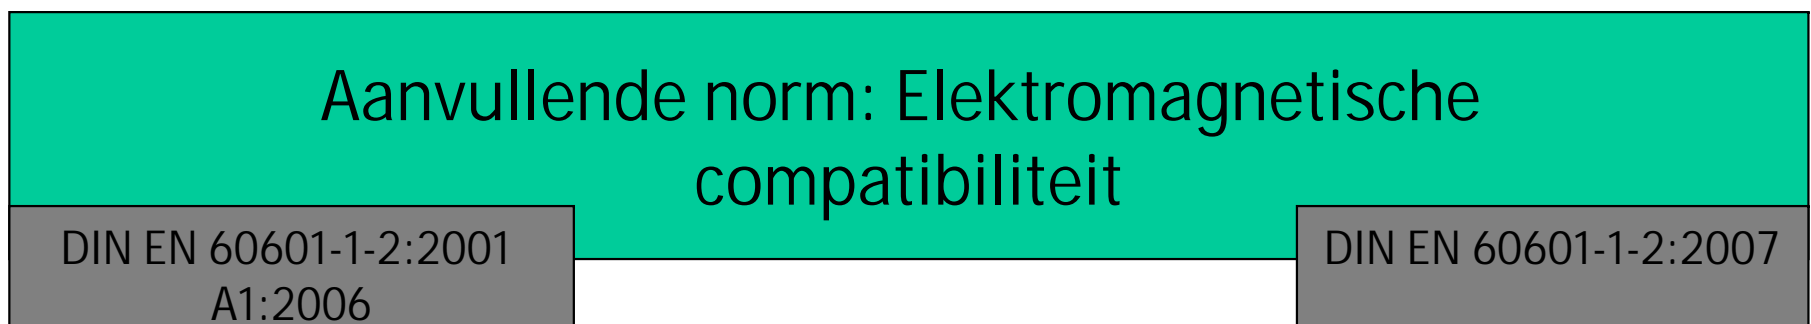 Aanvullende norm: Elektromagnetische
compatibiliteit
DIN EN 60601-1-2:2001
A1:2006
DIN EN 60601-1-2:2007